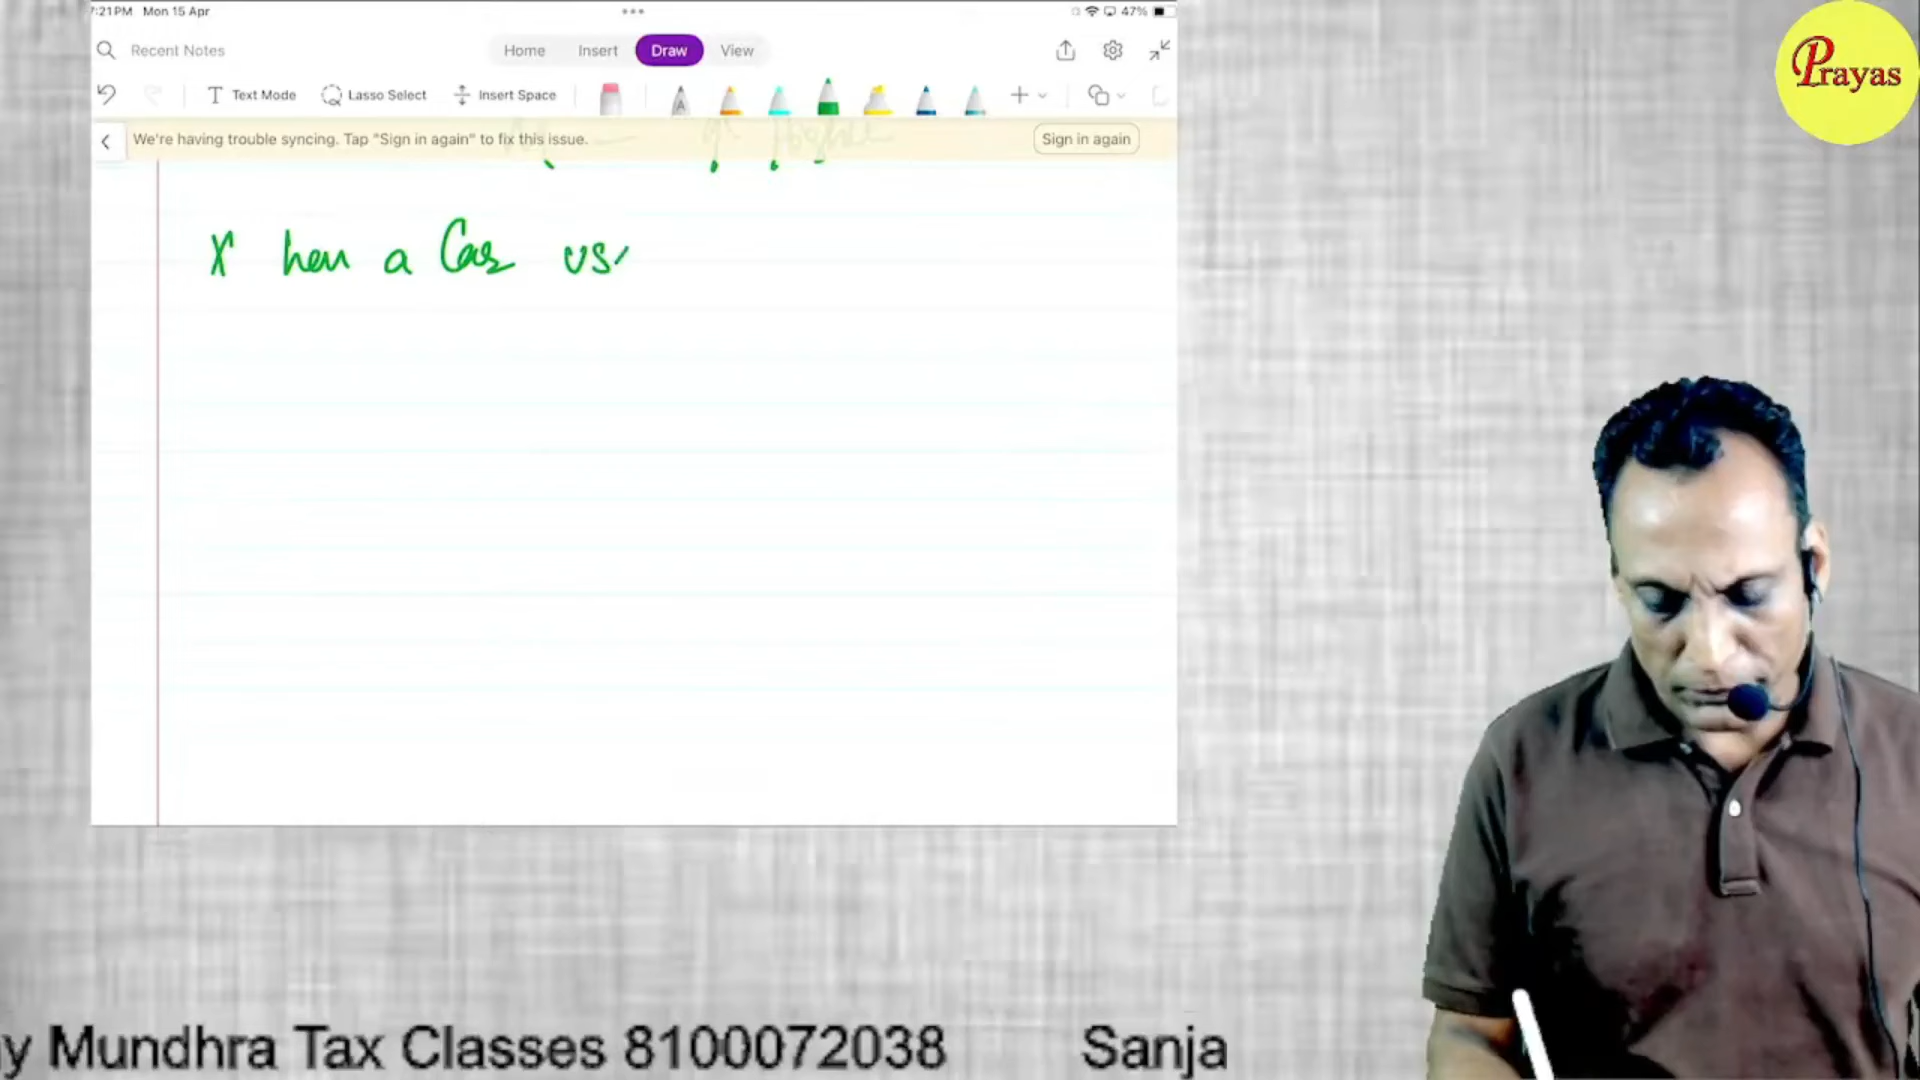 7:21 PM Mon 15 Apr
47%
Prayas
Recent Notes
Home Insert Draw View
Text Mode Lasso Select Insert Space
We're having trouble syncing. Tap "Sign in again" to fix this issue.
Sign in again
X has a Car us
y Mundhra Tax Classes 8100072038 Sanja